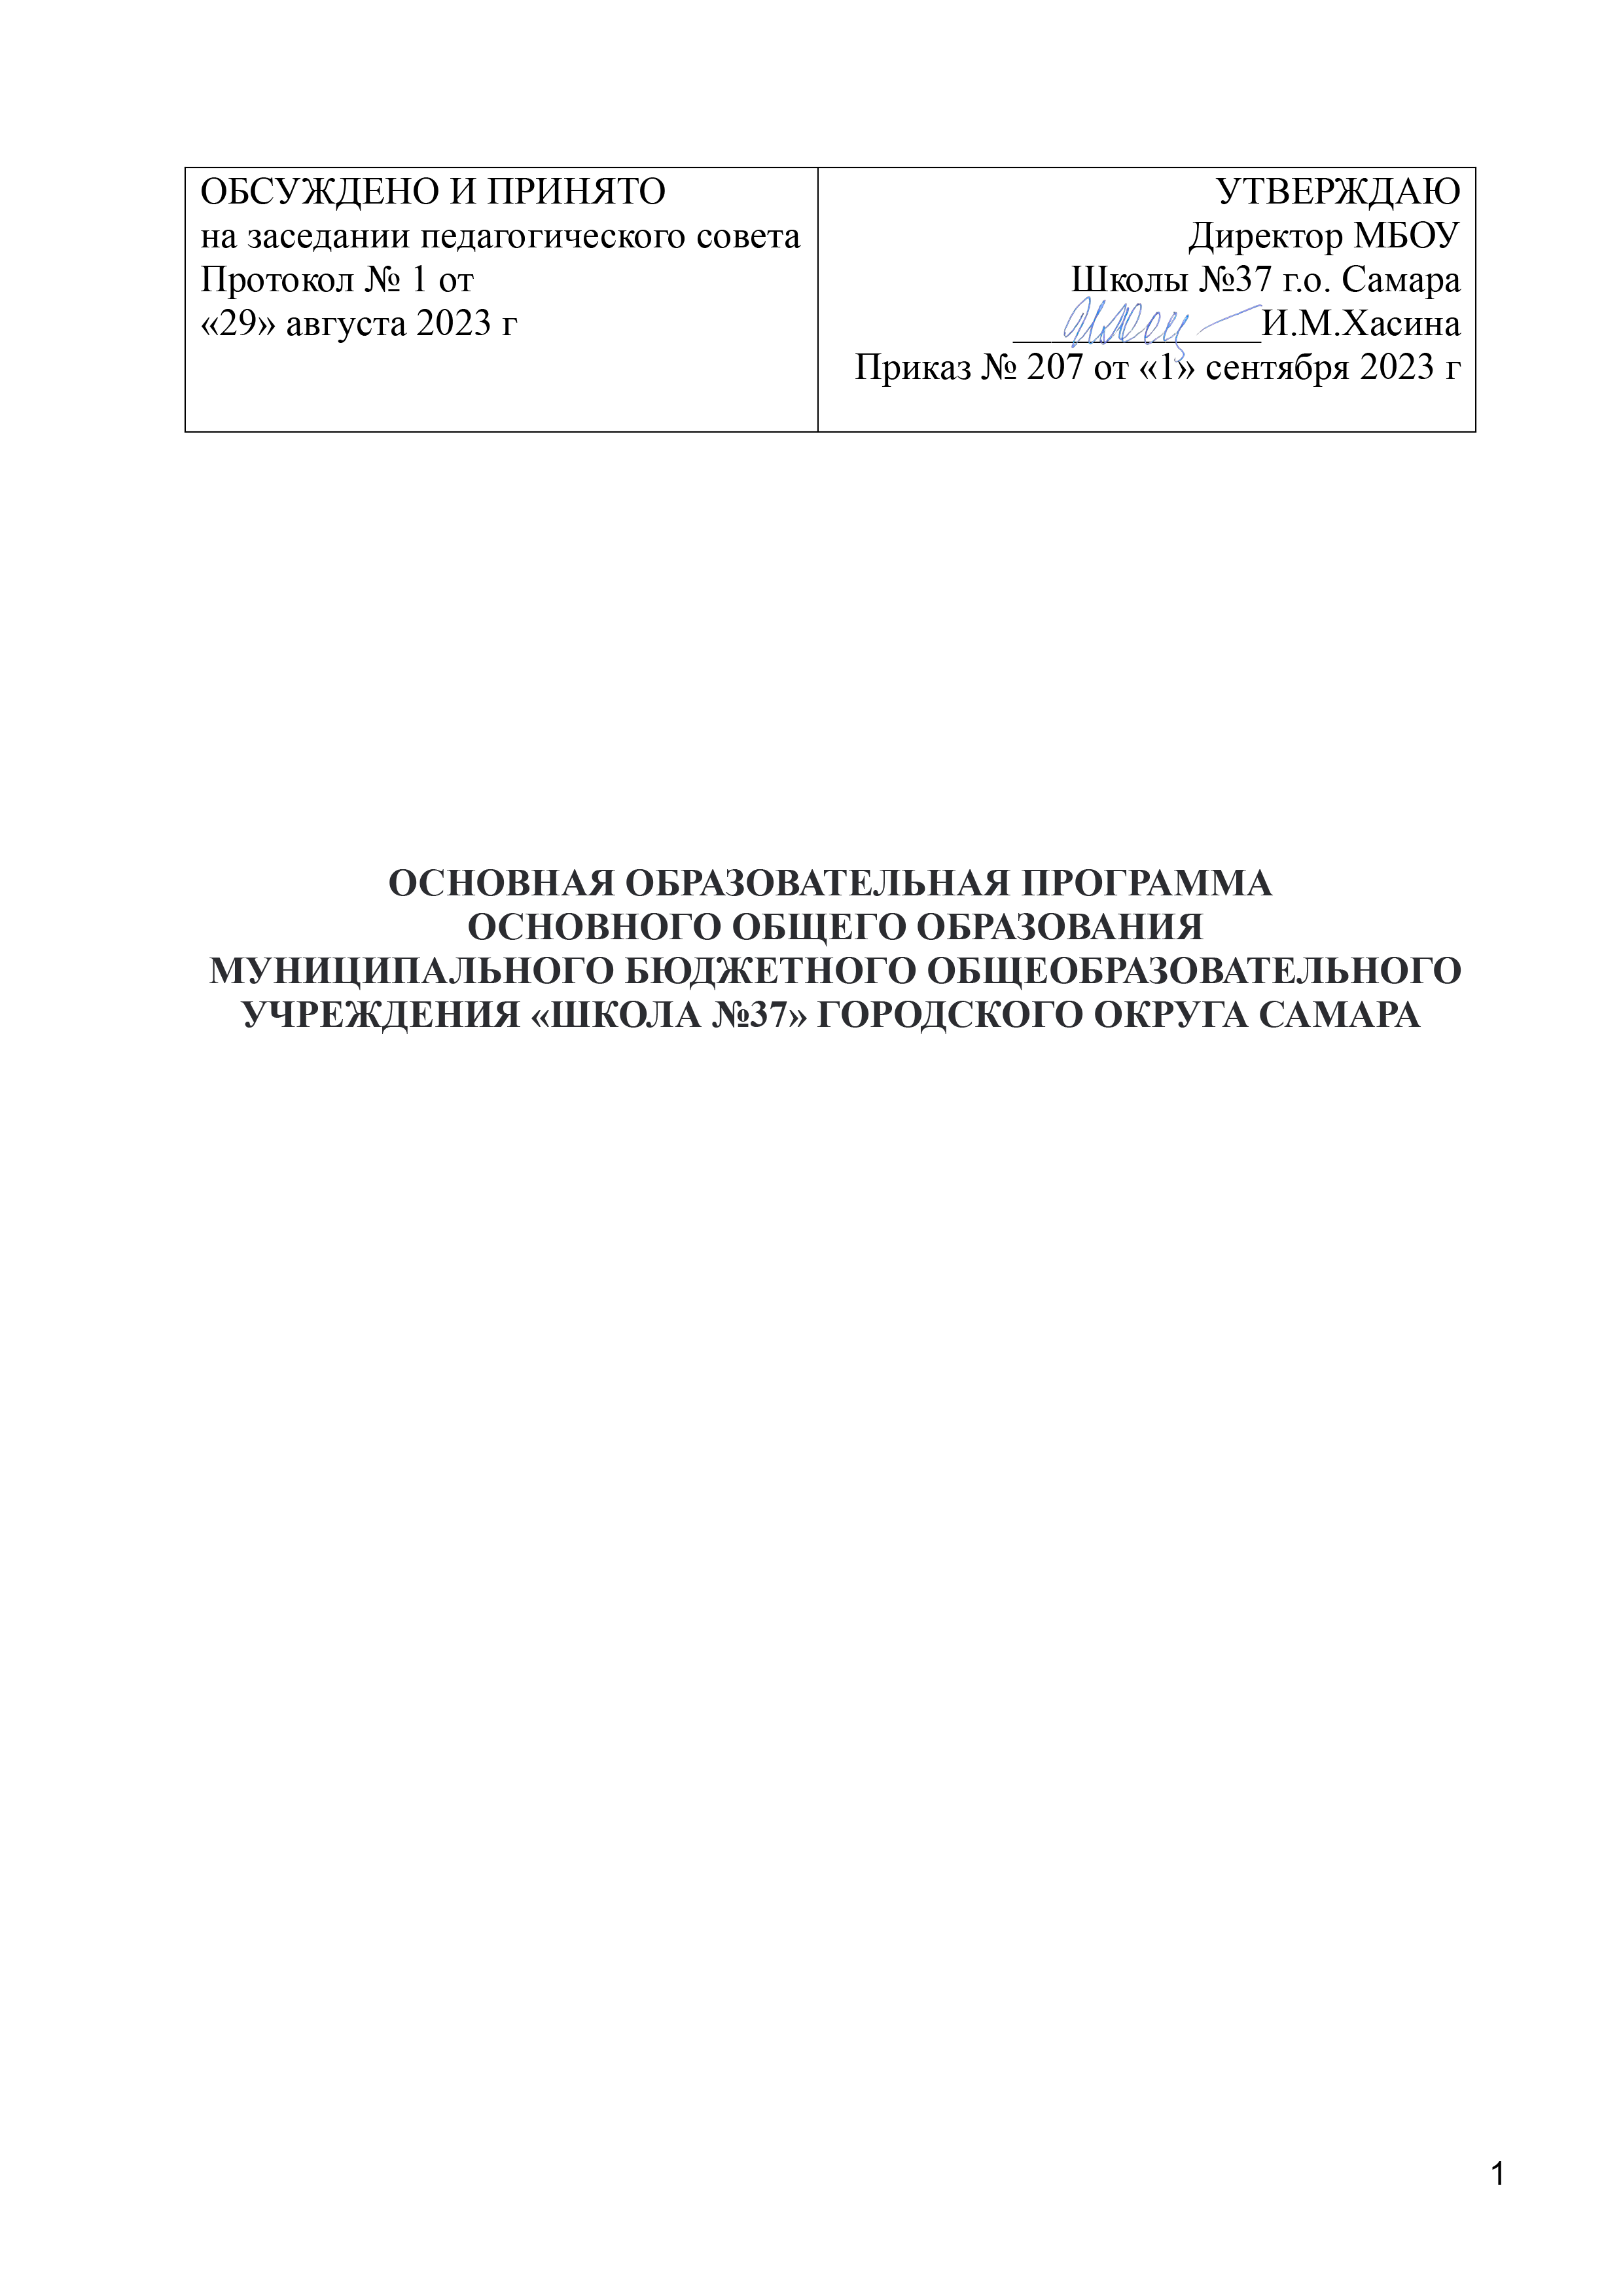 ОБСУЖДЕНО И ПРИНЯТО
на заседании педагогического совета
Протокол № 1 от
«29» августа 2023 г
УТВЕРЖДАЮ
Директор МБОУ
Школы №37 г.о. Самара
И.М.Хасина
Приказ № 207 от «1» сентября 2023 г
ОСНОВНАЯ ОБРАЗОВАТЕЛЬНАЯ ПРОГРАММА
ОСНОВНОГО ОБЩЕГО ОБРАЗОВАНИЯ
МУНИЦИПАЛЬНОГО БЮДЖЕТНОГО ОБЩЕОБРАЗОВАТЕЛЬНОГО
УЧРЕЖДЕНИЯ «ШКОЛА №37» ГОРОДСКОГО ОКРУГА САМАРА
1